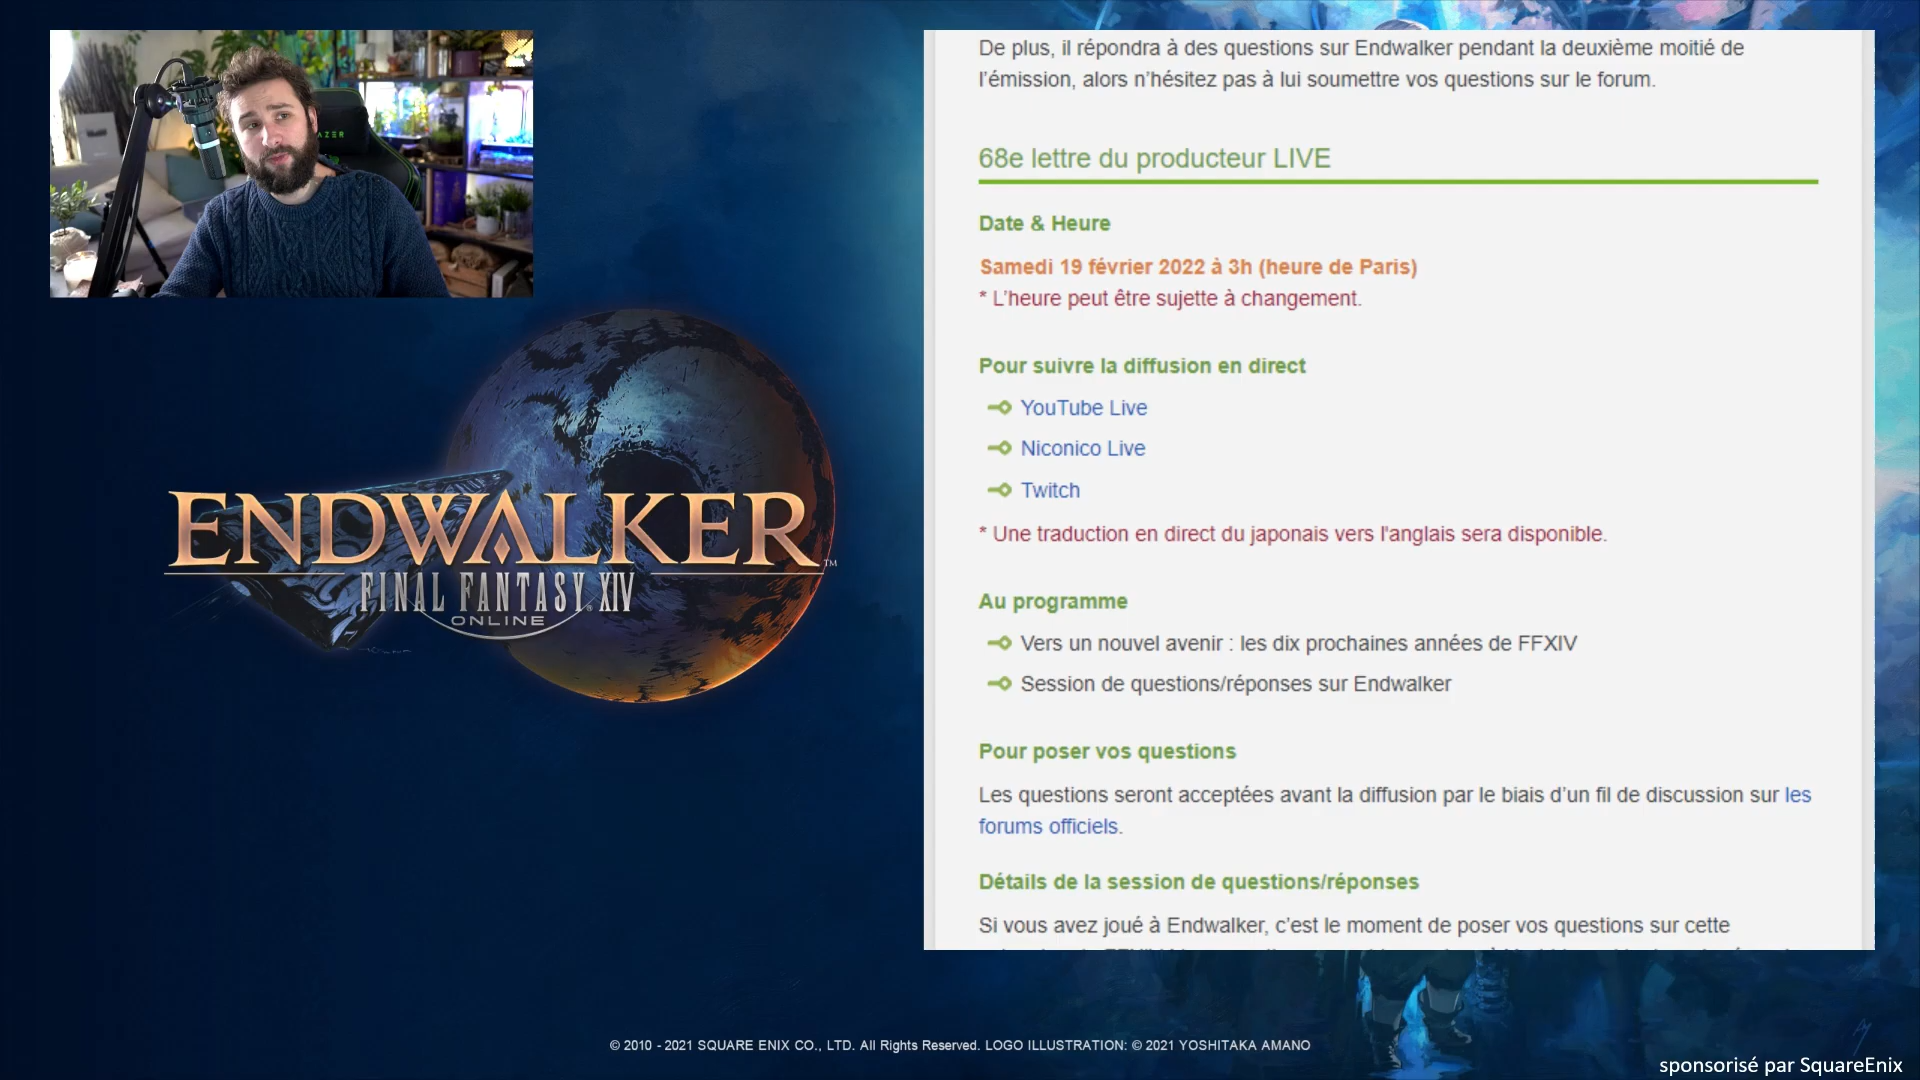 De plus, il répondra à des questions sur Endwalker pendant la deuxième moitié de
l’émission, alors n’hésitez pas à lui soumettre vos questions sur le forum.
68e lettre du producteur LIVE
Date & Heure
Samedi 19 février 2022 à 3h (heure de Paris)
* L’heure peut être sujette à changement.
Pour suivre la diffusion en direct
YouTube Live
Niconico Live
Twitch
* Une traduction en direct du japonais vers l'anglais sera disponible.
Au programme
Vers un nouvel avenir : les dix prochaines années de FFXIV
Session de questions/réponses sur Endwalker
Pour poser vos questions
Les questions seront acceptées avant la diffusion par le biais d’un fil de discussion sur les
forums officiels.
Détails de la session de questions/réponses
Si vous avez joué à Endwalker, c’est le moment de poser vos questions sur cette
ENDWALKER™
FINAL FANTASY® XIV
ONLINE
© 2010 - 2021 SQUARE ENIX CO., LTD. All Rights Reserved. LOGO ILLUSTRATION: © 2021 YOSHITAKA AMANO
sponsorisé par SquareEnix